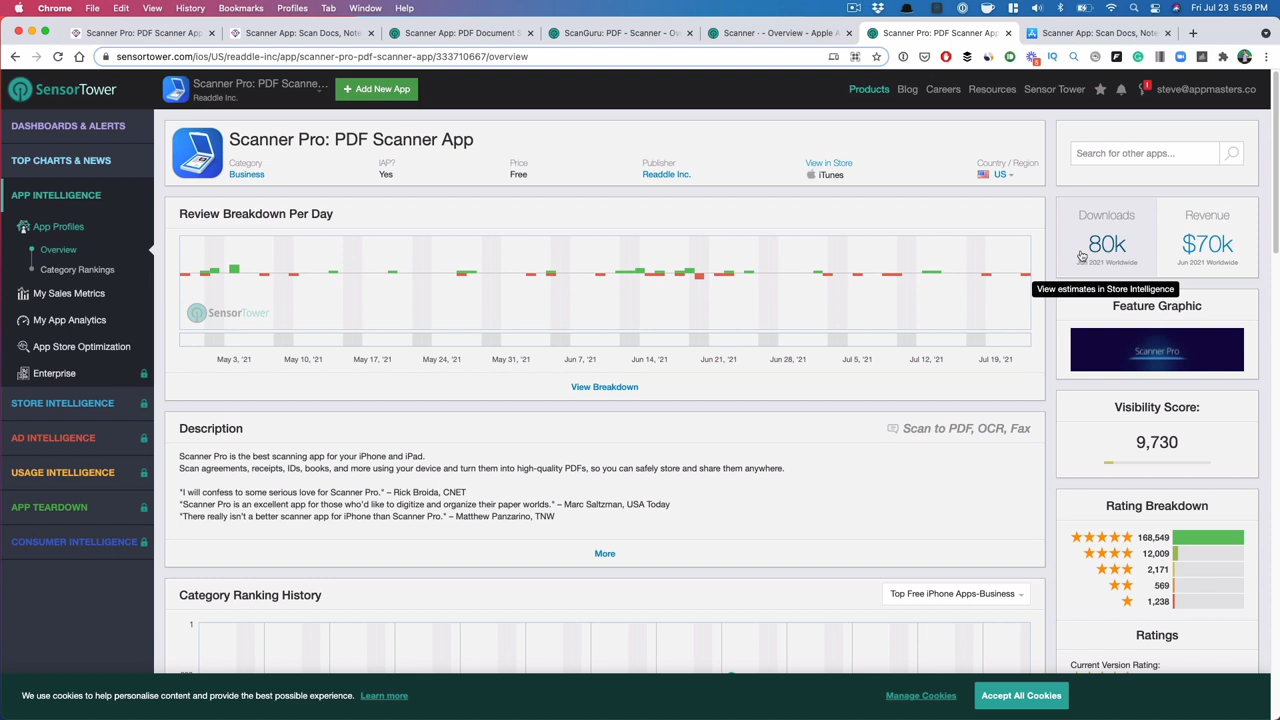 Chrome File Edit View History Bookmarks Profiles Tab Window Help
Scanner Pro: PDF Scanner App
Scanner App: Scan Docs, Note
Scanner App: PDF Document S
ScanGuru: PDF - Scanner - Ov
Scanner · - Overview - Apple A
Scanner Pro: PDF Scanner App
Scanner App: Scan Docs, Note
sensortower.com/ios/US/readdle-inc/app/scanner-pro-pdf-scanner-app/333710667/overview
SensorTower
Scanner Pro: PDF Scanne...
Readdle Inc.
+ Add New App
Products Blog Careers Resources Sensor Tower steve@appmasters.co
DASHBOARDS & ALERTS
TOP CHARTS & NEWS
APP INTELLIGENCE
App Profiles
Overview
Category Rankings
My Sales Metrics
My App Analytics
App Store Optimization
Enterprise
STORE INTELLIGENCE
AD INTELLIGENCE
USAGE INTELLIGENCE
APP TEARDOWN
CONSUMER INTELLIGENCE
Scanner Pro: PDF Scanner App
Category IAP? Price Publisher View in Store Country / Region
Business Yes Free Readdle Inc. iTunes US
Review Breakdown Per Day
SensorTower
May 3, '21 May 10, '21 May 17, '21 May 24, '21 May 31, '21 Jun 7, '21 Jun 14, '21 Jun 21, '21 Jun 28, '21 Jul 5, '21 Jul 12, '21 Jul 19, '21
View Breakdown
Description
Scan to PDF, OCR, Fax
Scanner Pro is the best scanning app for your iPhone and iPad.
Scan agreements, receipts, IDs, books, and more using your device and turn them into high-quality PDFs, so you can safely store and share them anywhere.
"I will confess to some serious love for Scanner Pro." – Rick Broida, CNET
"Scanner Pro is an excellent app for those who'd like to digitize and organize their paper worlds." – Marc Saltzman, USA Today
"There really isn't a better scanner app for iPhone than Scanner Pro." – Matthew Panzarino, TNW
More
Category Ranking History
Top Free iPhone Apps-Business
1
Search for other apps...
Downloads Revenue
80k $70k
Jun 2021 Worldwide Jun 2021 Worldwide
View estimates in Store Intelligence
Feature Graphic
Scanner Pro
Visibility Score:
9,730
Rating Breakdown
168,549
12,009
2,171
569
1,238
Ratings
Current Version Rating:
We use cookies to help personalise content and provide the best possible experience. Learn more
Manage Cookies
Accept All Cookies